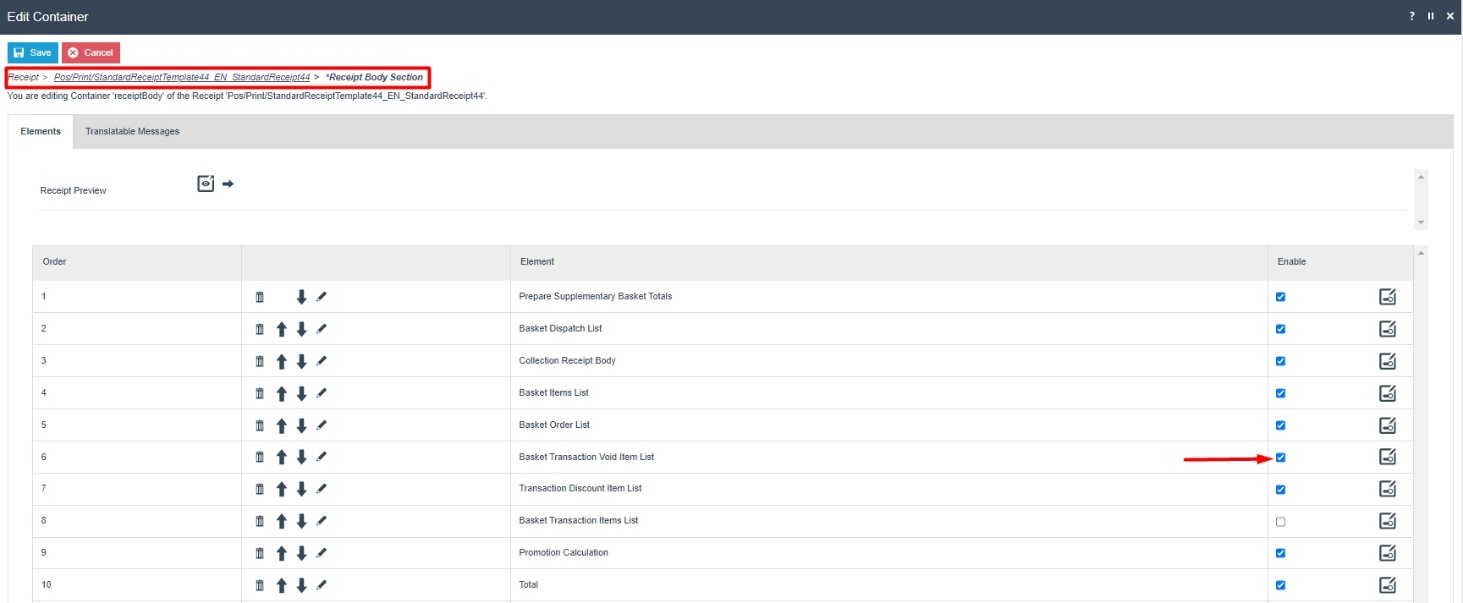 Edit Container
?
Save Cancel
Receipt > Pos/Print/StandardReceiptTemplate44_EN_StandardReceipt44 > *Receipt Body Section
You are editing Container 'receiptBody' of the Receipt 'Pos/Print/StandardReceiptTemplate44_EN_StandardReceipt44'.
Elements Translatable Messages
Receipt Preview
Order Element Enable
1 Prepare Supplementary Basket Totals
2 Basket Dispatch List
3 Collection Receipt Body
4 Basket Items List
5 Basket Order List
6 Basket Transaction Void Item List
7 Transaction Discount Item List
8 Basket Transaction Items List
9 Promotion Calculation
10 Total